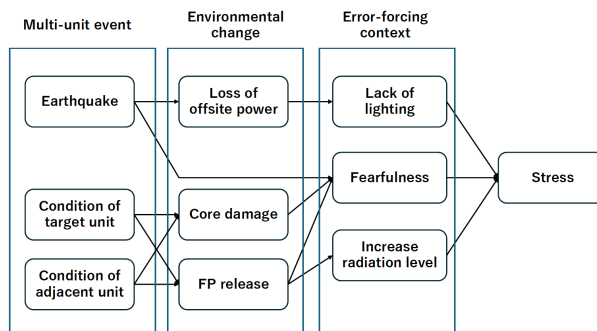 Multi-unit event
Environmental
change
Error-forcing
context
Earthquake
Loss of
offsite power
Lack of
lighting
Fearfulness
Stress
Condition of
target unit
Core damage
Condition of
adjacent unit
FP release
Increase
radiation level